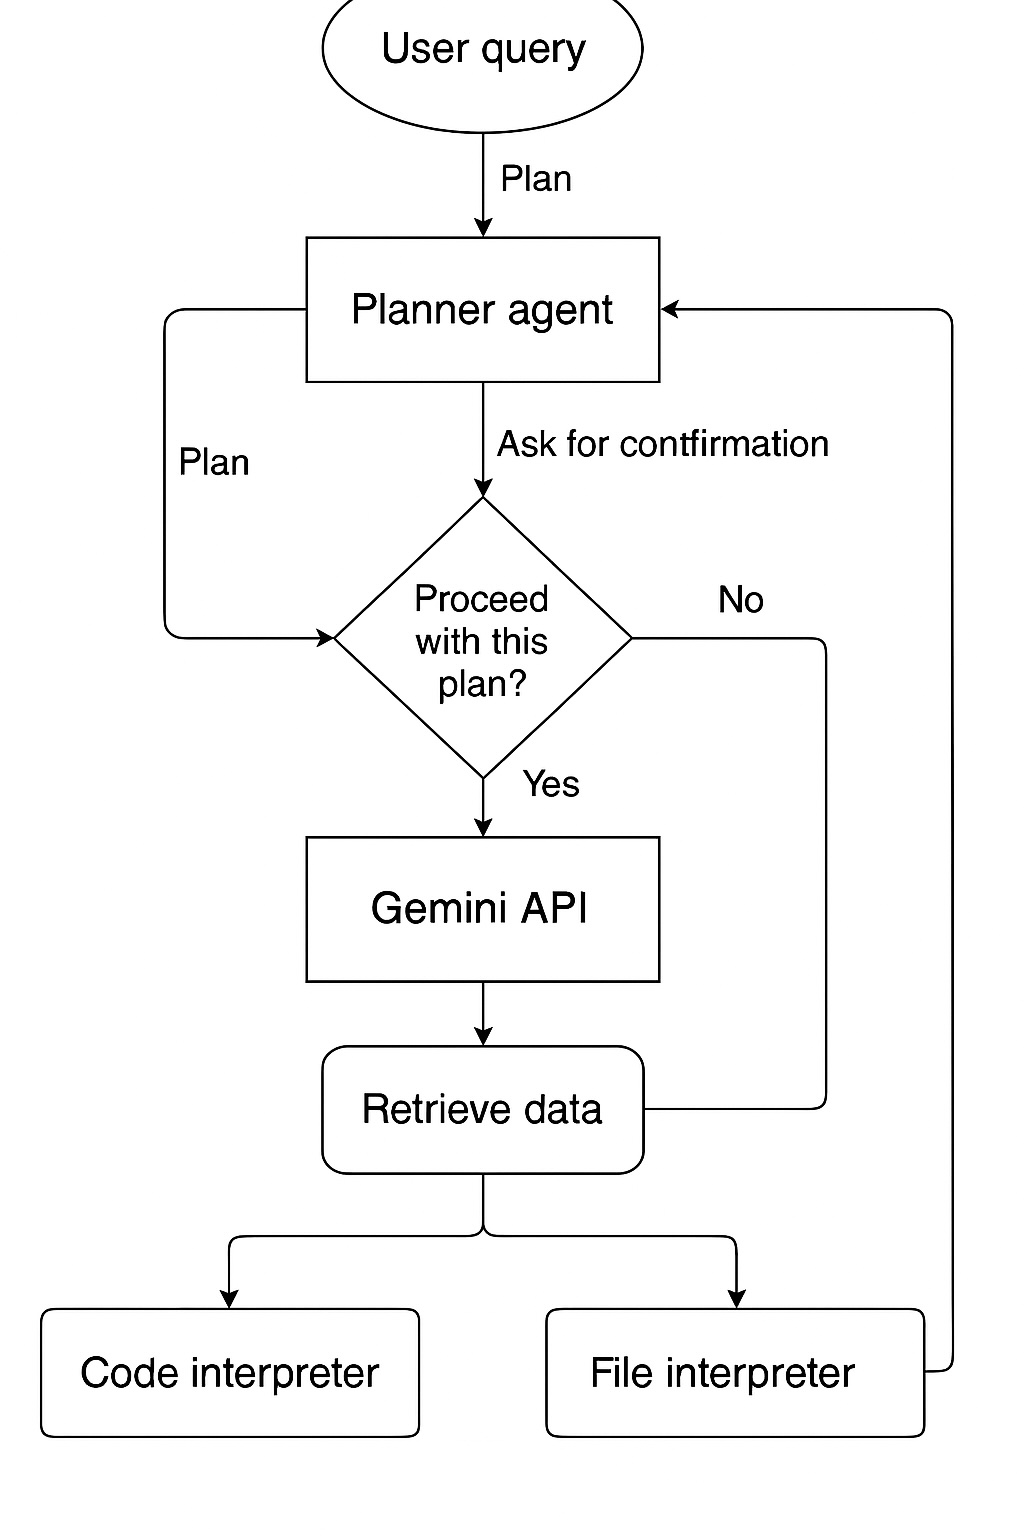 User query
Plan
Planner agent
Ask for contfirmation
Plan
Proceed
with this
plan?
No
Yes
Gemini API
Retrieve data
Code interpreter
File interpreter